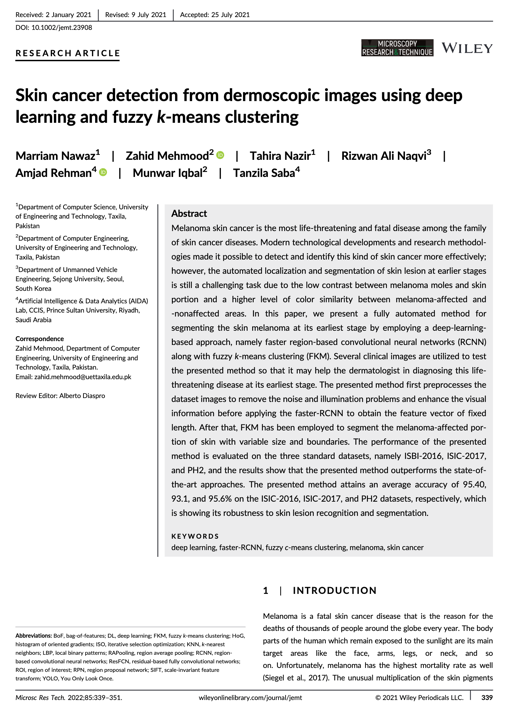 Received: 2 January 2021 | Revised: 9 July 2021 | Accepted: 25 July 2021
DOI: 10.1002/jemt.23908
RESEARCH ARTICLE
MICROSCOPY
RESEARCH TECHNIQUE
WILEY
Skin cancer detection from dermoscopic images using deep
learning and fuzzy k-means clustering
Marriam Nawaz1 | Zahid Mehmood2 | Tahira Nazir1 | Rizwan Ali Naqvi3 |
Amjad Rehman4 | Munwar Iqbal2 | Tanzila Saba4
1Department of Computer Science, University
of Engineering and Technology, Taxila,
Pakistan
2Department of Computer Engineering,
University of Engineering and Technology,
Taxila, Pakistan
3Department of Unmanned Vehicle
Engineering, Sejong University, Seoul,
South Korea
4Artificial Intelligence & Data Analytics (AIDA)
Lab, CCIS, Prince Sultan University, Riyadh,
Saudi Arabia
Correspondence
Zahid Mehmood, Department of Computer
Engineering, University of Engineering and
Technology, Taxila, Pakistan.
Email: zahid.mehmood@uettaxila.edu.pk
Review Editor: Alberto Diaspro
Abstract
Melanoma skin cancer is the most life-threatening and fatal disease among the family
of skin cancer diseases. Modern technological developments and research methodol-
ogies made it possible to detect and identify this kind of skin cancer more effectively;
however, the automated localization and segmentation of skin lesion at earlier stages
is still a challenging task due to the low contrast between melanoma moles and skin
portion and a higher level of color similarity between melanoma-affected and
-nonaffected areas. In this paper, we present a fully automated method for
segmenting the skin melanoma at its earliest stage by employing a deep-learning-
based approach, namely faster region-based convolutional neural networks (RCNN)
along with fuzzy k-means clustering (FKM). Several clinical images are utilized to test
the presented method so that it may help the dermatologist in diagnosing this life-
threatening disease at its earliest stage. The presented method first preprocesses the
dataset images to remove the noise and illumination problems and enhance the visual
information before applying the faster-RCNN to obtain the feature vector of fixed
length. After that, FKM has been employed to segment the melanoma-affected por-
tion of skin with variable size and boundaries. The performance of the presented
method is evaluated on the three standard datasets, namely ISBI-2016, ISIC-2017,
and PH2, and the results show that the presented method outperforms the state-of-
the-art approaches. The presented method attains an average accuracy of 95.40,
93.1, and 95.6% on the ISIC-2016, ISIC-2017, and PH2 datasets, respectively, which
is showing its robustness to skin lesion recognition and segmentation.
KEYWORDS
deep learning, faster-RCNN, fuzzy c-means clustering, melanoma, skin cancer
1 | INTRODUCTION
Melanoma is a fatal skin cancer disease that is the reason for the
deaths of thousands of people around the globe every year. The body
parts of the human which remain exposed to the sunlight are its main
target areas like the face, arms, legs, or neck, and so
on. Unfortunately, melanoma has the highest mortality rate as well
(Siegel et al., 2017). The unusual multiplication of the skin pigments
Abbreviations: BoF, bag-of-features; DL, deep learning; FKM, fuzzy k-means clustering; HoG,
histogram of oriented gradients; ISO, iterative selection optimization; KNN, k-nearest
neighbors; LBP, local binary patterns; RAPooling, region average pooling; RCNN, region-
based convolutional neural networks; ResFCN, residual-based fully convolutional networks;
ROI, region of interest; RPN, region proposal network; SIFT, scale-invariant feature
transform; YOLO, You Only Look Once.
Microsc Res Tech. 2022;85:339–351.
wileyonlinelibrary.com/journal/jemt
© 2021 Wiley Periodicals LLC. | 339